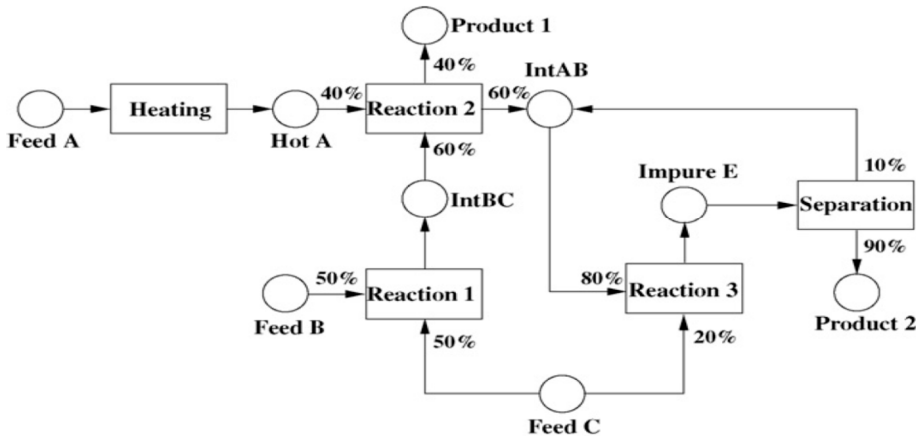 Product 1
40%
IntAB
40%
Reaction 2
60%
Heating
Feed A
Hot A
60%
10%
Impure E
IntBC
Separation
90%
50%
Reaction 1
80%
Reaction 3
Feed B
Product 2
50%
20%
Feed C